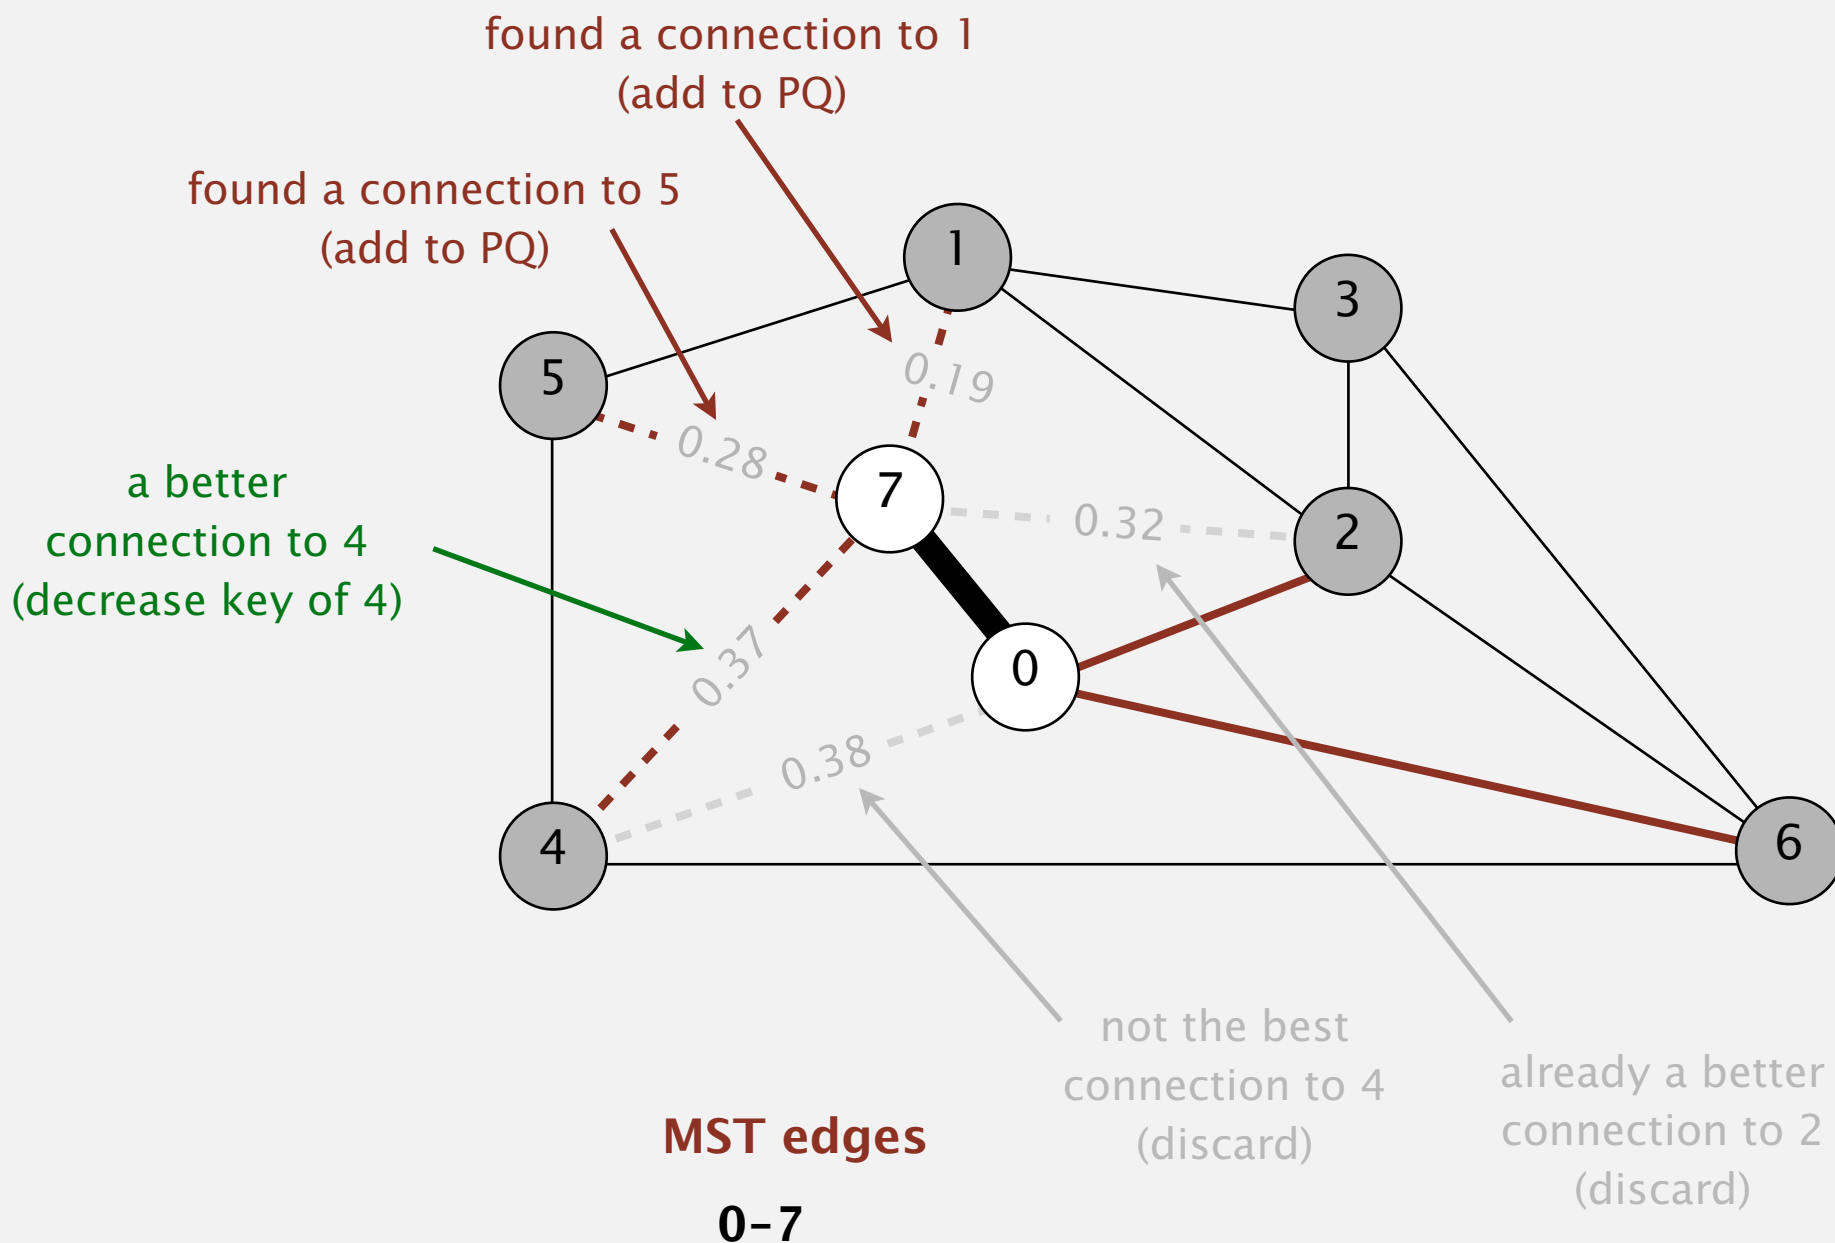 found a connection to 1
(add to PQ)
found a connection to 5
(add to PQ)
1
3
5
0.19
0.28
a better
connection to 4
(decrease key of 4)
7
0.32
2
0.37
0
0.38
4
6
not the best
connection to 4
(discard)
already a better
connection to 2
(discard)
MST edges
0-7